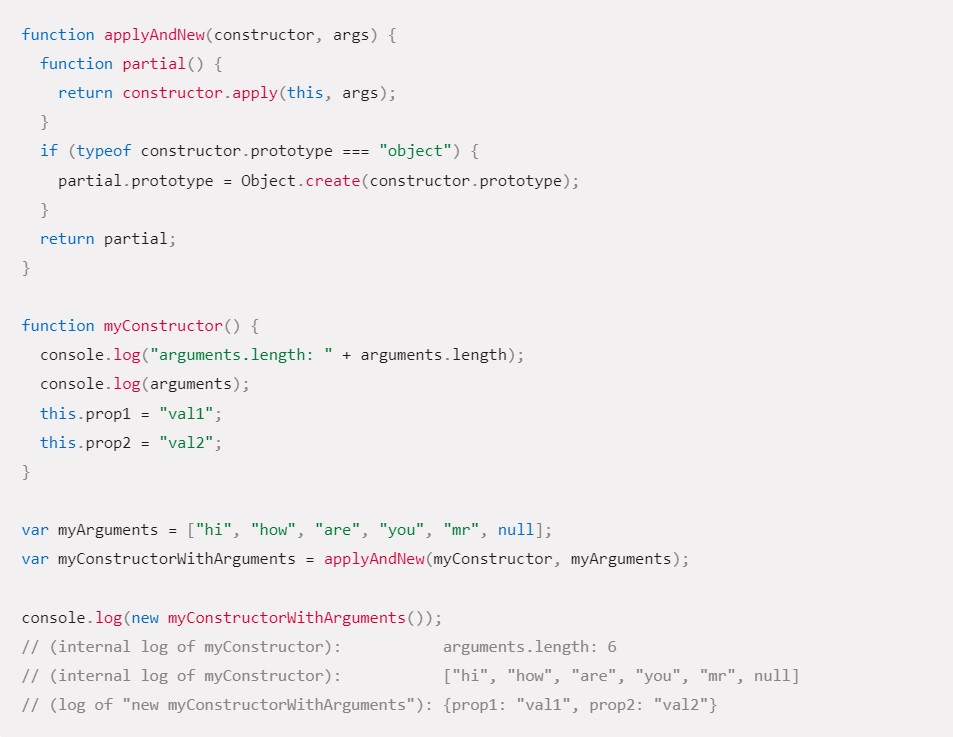 function applyAndNew(constructor, args) {
  function partial() {
    return constructor.apply(this, args);
  }
  if (typeof constructor.prototype === "object") {
    partial.prototype = Object.create(constructor.prototype);
  }
  return partial;
}

function myConstructor() {
  console.log("arguments.length: " + arguments.length);
  console.log(arguments);
  this.prop1 = "val1";
  this.prop2 = "val2";
}

var myArguments = ["hi", "how", "are", "you", "mr", null];
var myConstructorWithArguments = applyAndNew(myConstructor, myArguments);

console.log(new myConstructorWithArguments());
// (internal log of myConstructor):           arguments.length: 6
// (internal log of myConstructor):           ["hi", "how", "are", "you", "mr", null]
// (log of "new myConstructorWithArguments"): {prop1: "val1", prop2: "val2"}